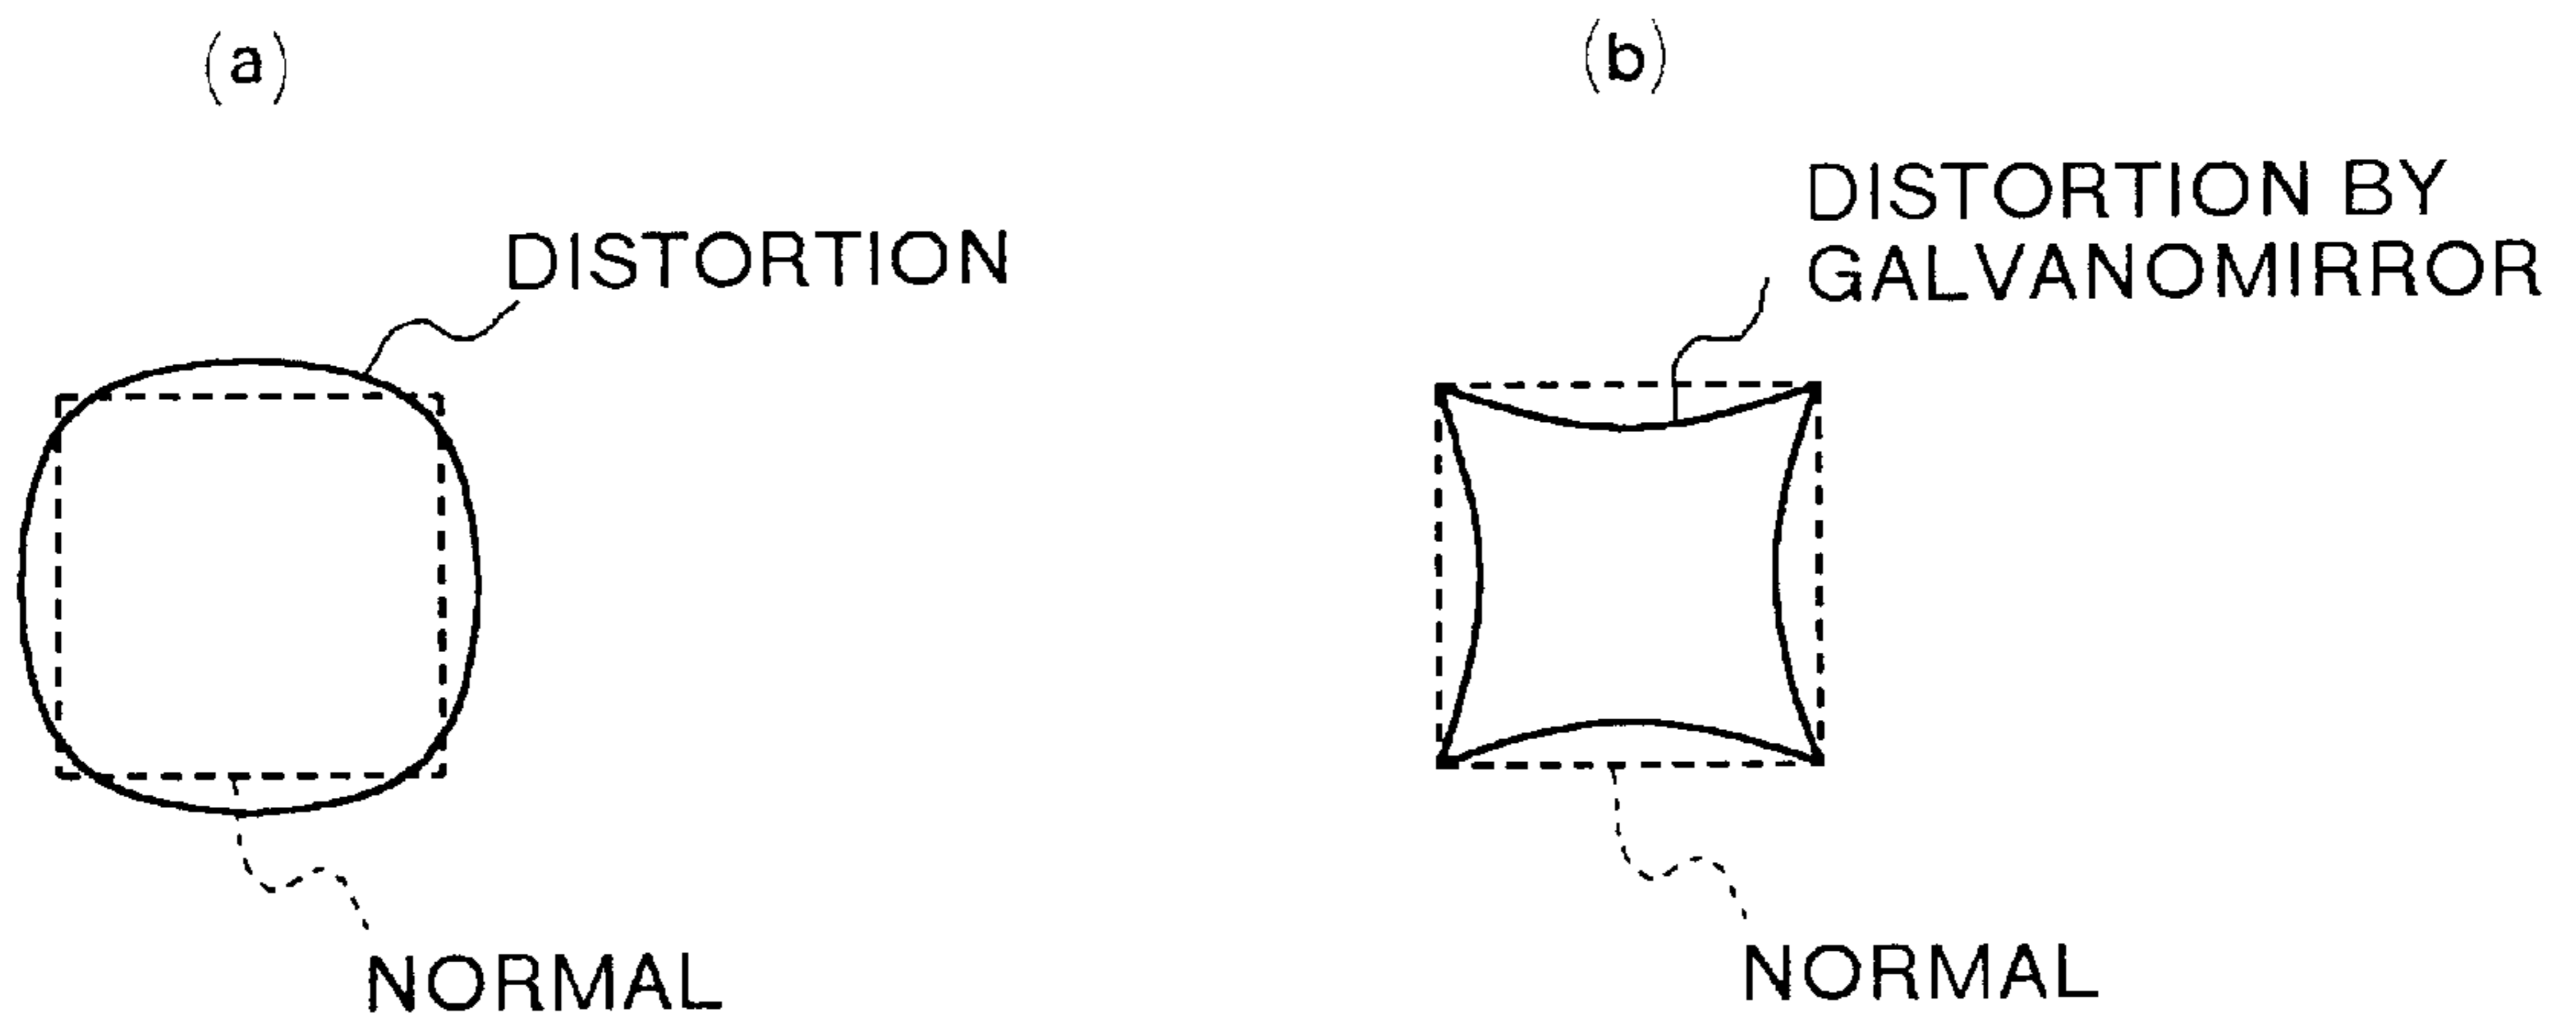 (a)
DISTORTION
NORMAL
(b)
DISTORTION BY
GALVANOMIRROR
NORMAL